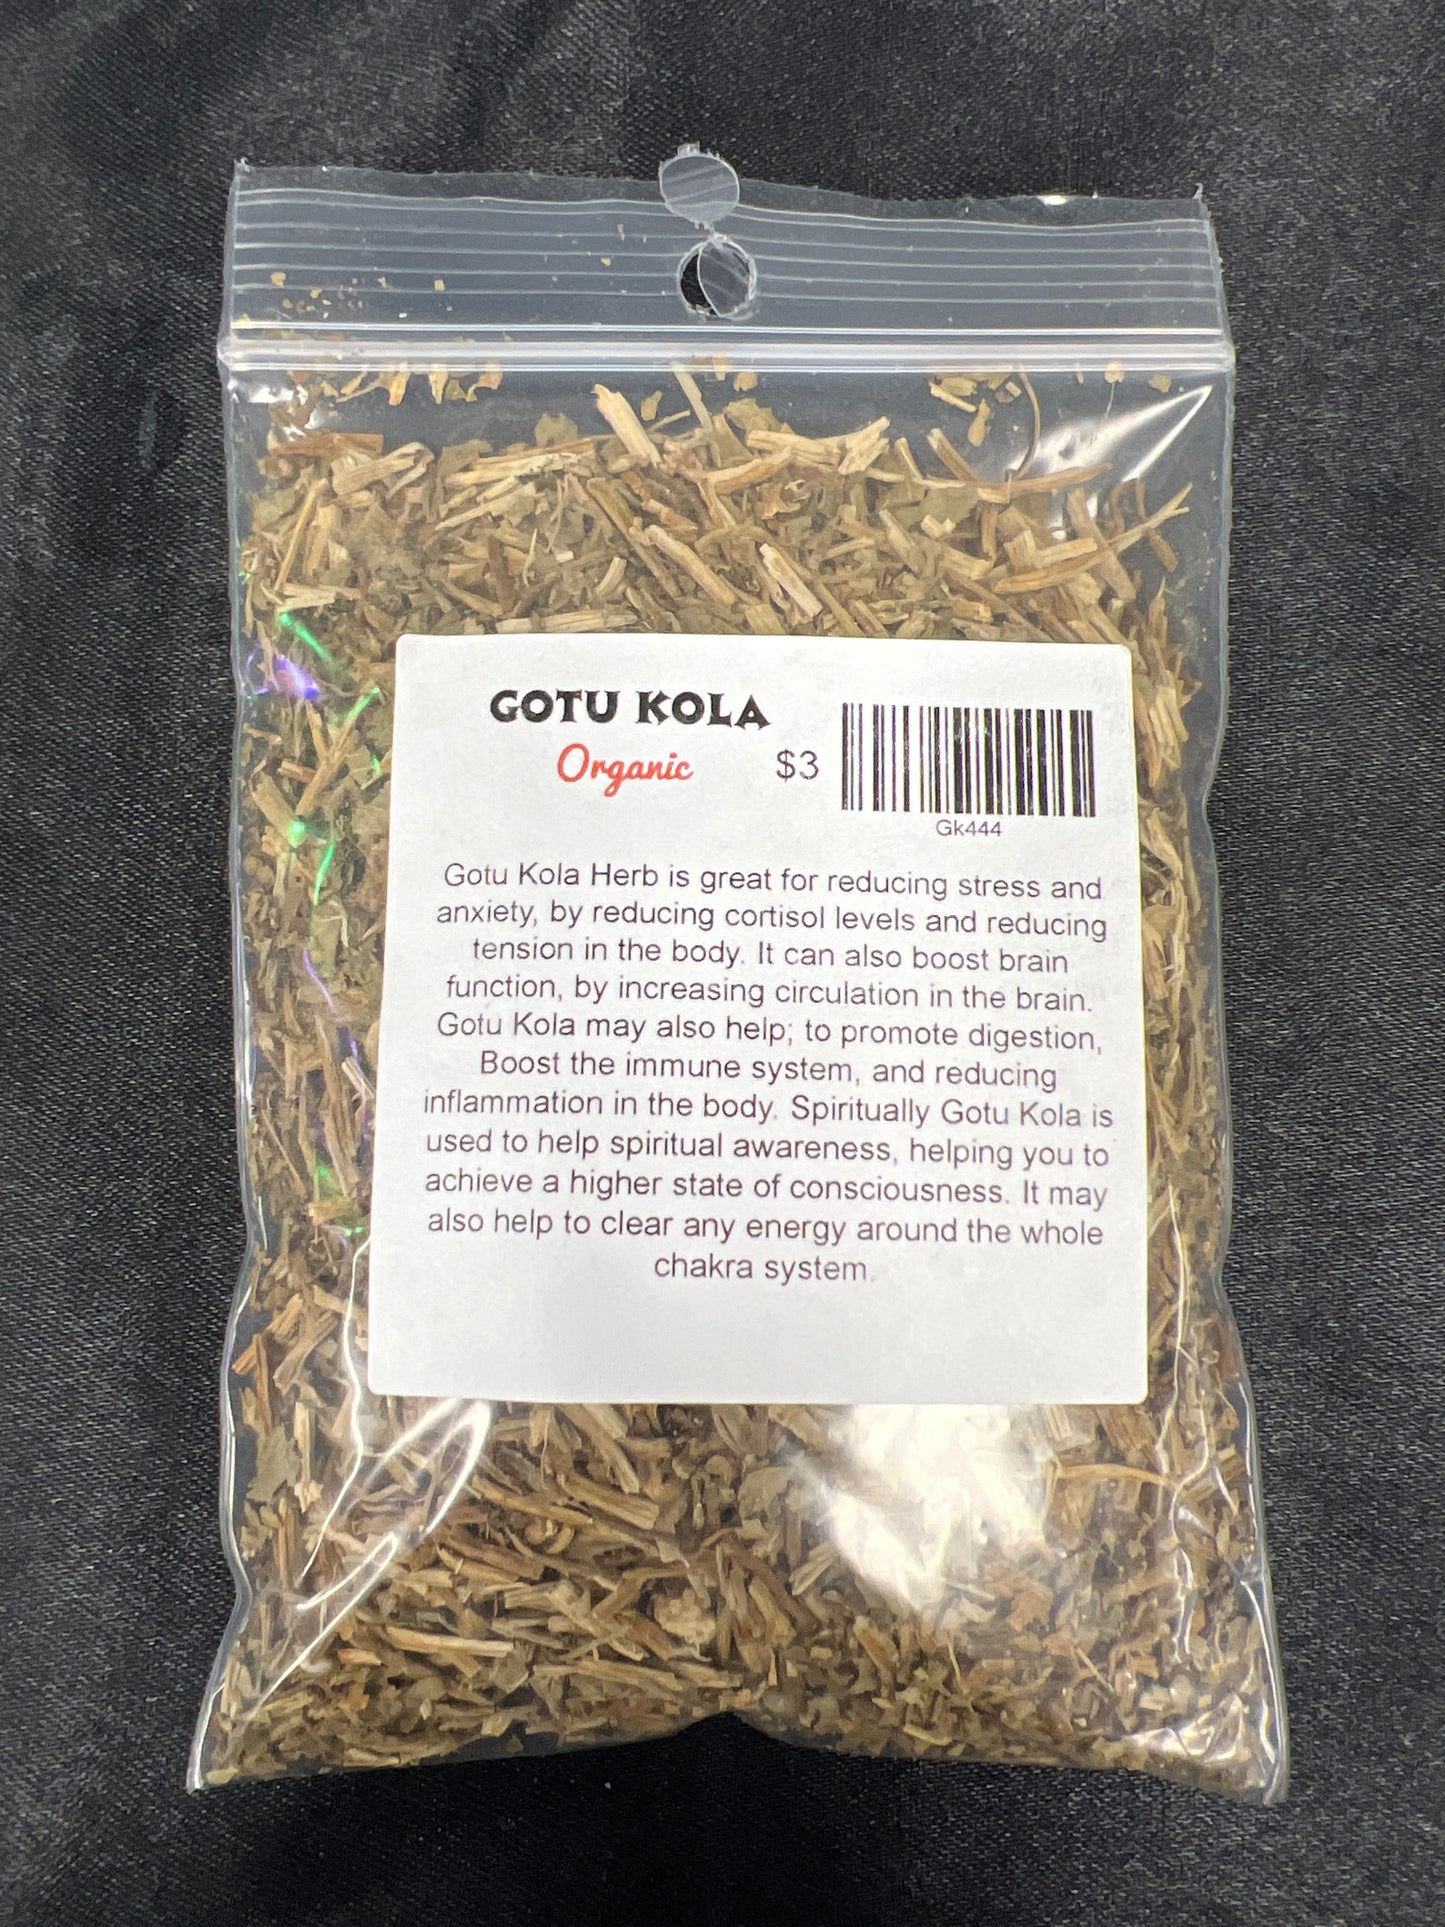 GOTU KOLA
Organic
$3
Gk444
Gotu Kola Herb is great for reducing stress and
anxiety, by reducing cortisol levels and reducing
tension in the body. It can also boost brain
function, by increasing circulation in the brain.
Gotu Kola may also help; to promote digestion,
Boost the immune system, and reducing
inflammation in the body. Spiritually Gotu Kola is
used to help spiritual awareness, helping you to
achieve a higher state of consciousness. It may
also help to clear any energy around the whole
chakra system.